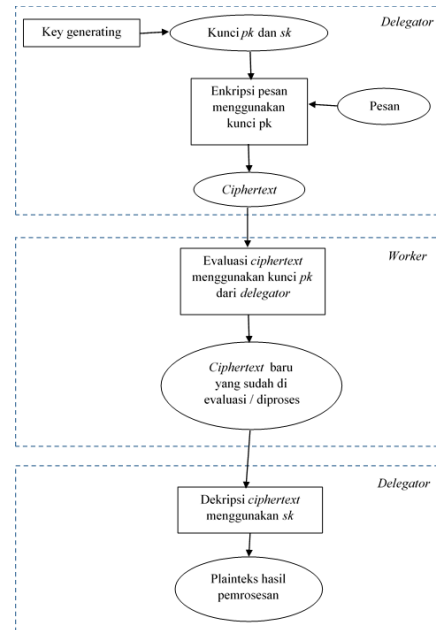 Delegator
Key generating
Kunci pk dan sk
Enkripsi pesan
menggunakan
kunci pk
Pesan
Ciphertext
Worker
Evaluasi ciphertext
menggunakan kunci pk
dari delegator
Ciphertext baru
yang sudah di
evaluasi / diproses
Delegator
Dekripsi ciphertext
menggunakan sk
Plainteks hasil
pemrosesan